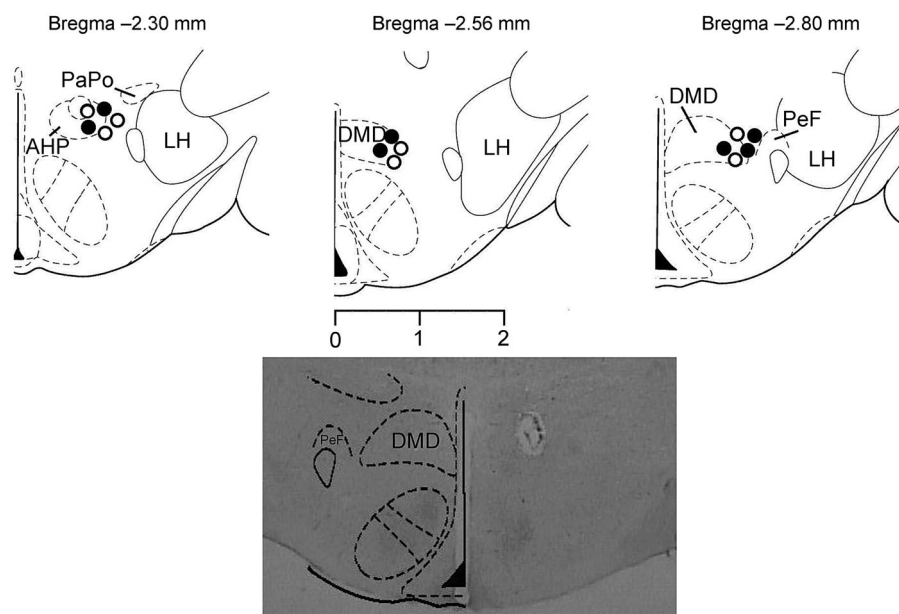 Bregma –2.30 mm
Bregma –2.56 mm
Bregma –2.80 mm
PaPo
AHP
LH
DMD
LH
DMD
PeF
LH
0 1 2
PeF
DMD